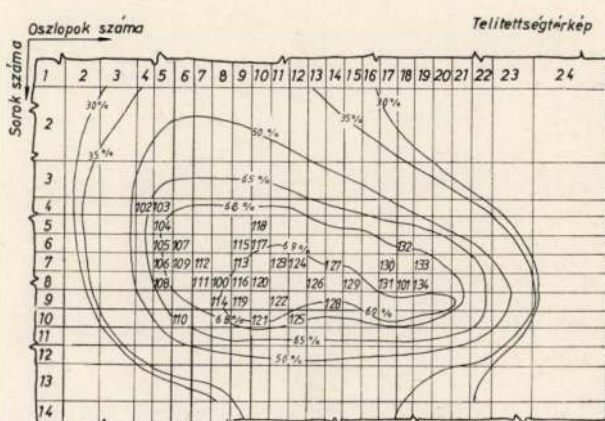 Oszlopok száma Telítettségtérkép
Sorok száma
1 2 3 4 5 6 7 8 9 10 11 12 13 14 15 16 17 18 19 20 21 22 23 24
30% 35% 30%
2 50%
35%
3 65%
4 102 103 68%
5 104 118
6 105 107 115 117 69% 132
7 106 109 112 113 123 124 127 130 133
8 108 111 100 116 120 126 129 131 101 134
9 114 119 122 128
10 110 68% 121 125
11 65%
12 50%
13
14